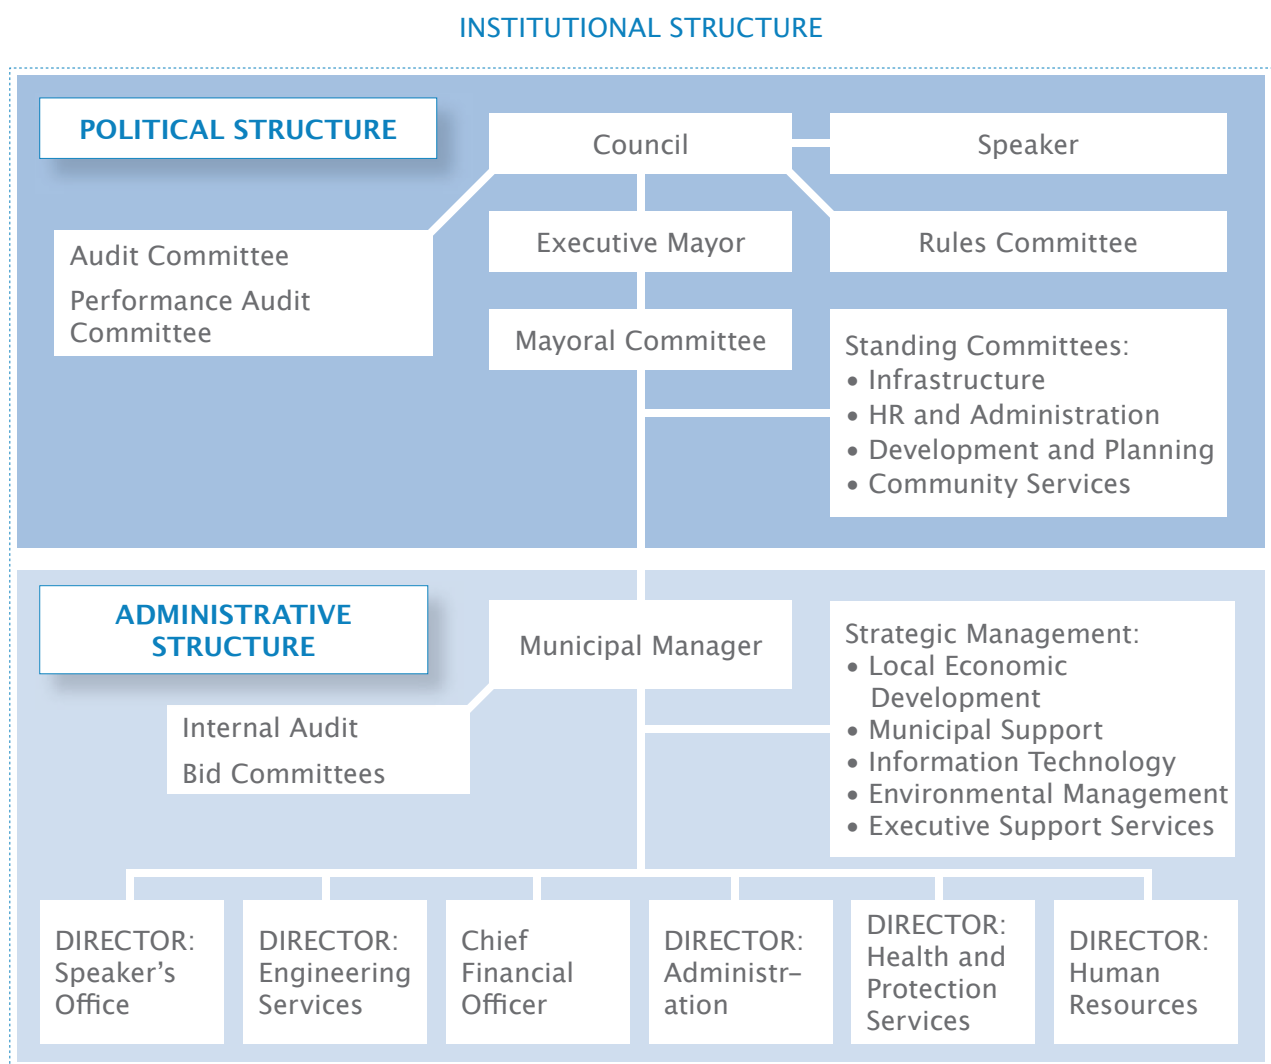 INSTITUTIONAL STRUCTURE
POLITICAL STRUCTURE
Council
Speaker
Audit Committee
Performance Audit
Committee
Executive Mayor
Rules Committee
Mayoral Committee
Standing Committees:
• Infrastructure
• HR and Administration
• Development and Planning
• Community Services
ADMINISTRATIVE
STRUCTURE
Municipal Manager
Strategic Management:
• Local Economic
Development
• Municipal Support
• Information Technology
• Environmental Management
• Executive Support Services
Internal Audit
Bid Committees
DIRECTOR:
Speaker’s
Office
DIRECTOR:
Engineering
Services
Chief
Financial
Officer
DIRECTOR:
Administr–
ation
DIRECTOR:
Health and
Protection
Services
DIRECTOR:
Human
Resources